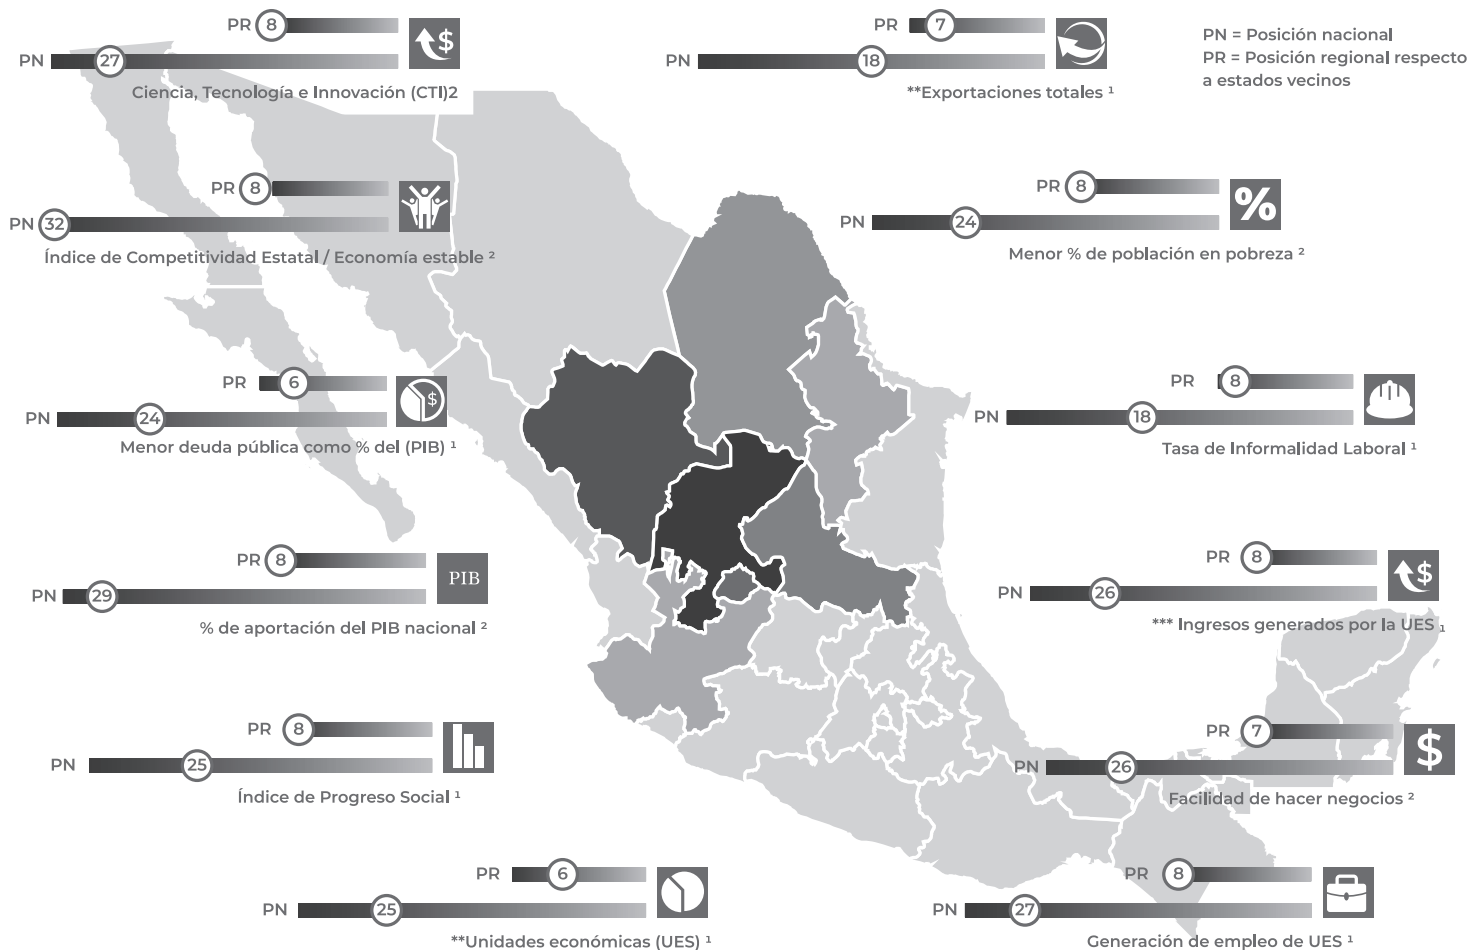 PR 8
PN 27
$
Ciencia, Tecnología e Innovación (CTI)2
PR 7
PN 18
**Exportaciones totales ¹
PN = Posición nacional
PR = Posición regional respecto
a estados vecinos
PR 8
PN 32
Índice de Competitividad Estatal / Economía estable ²
PR 8
PN 24
%
Menor % de población en pobreza ²
PR 6
PN 24
$
Menor deuda pública como % del (PIB) ¹
PR 8
PN 18
Tasa de Informalidad Laboral ¹
PR 8
PN 29
PIB
% de aportación del PIB nacional ²
PR 8
PN 26
$
*** Ingresos generados por la UES ₁
PR 8
PN 25
Índice de Progreso Social ¹
PR 7
PN 26
$
Facilidad de hacer negocios ²
PR 6
PN 25
**Unidades económicas (UES) ¹
PR 8
PN 27
Generación de empleo de UES ¹